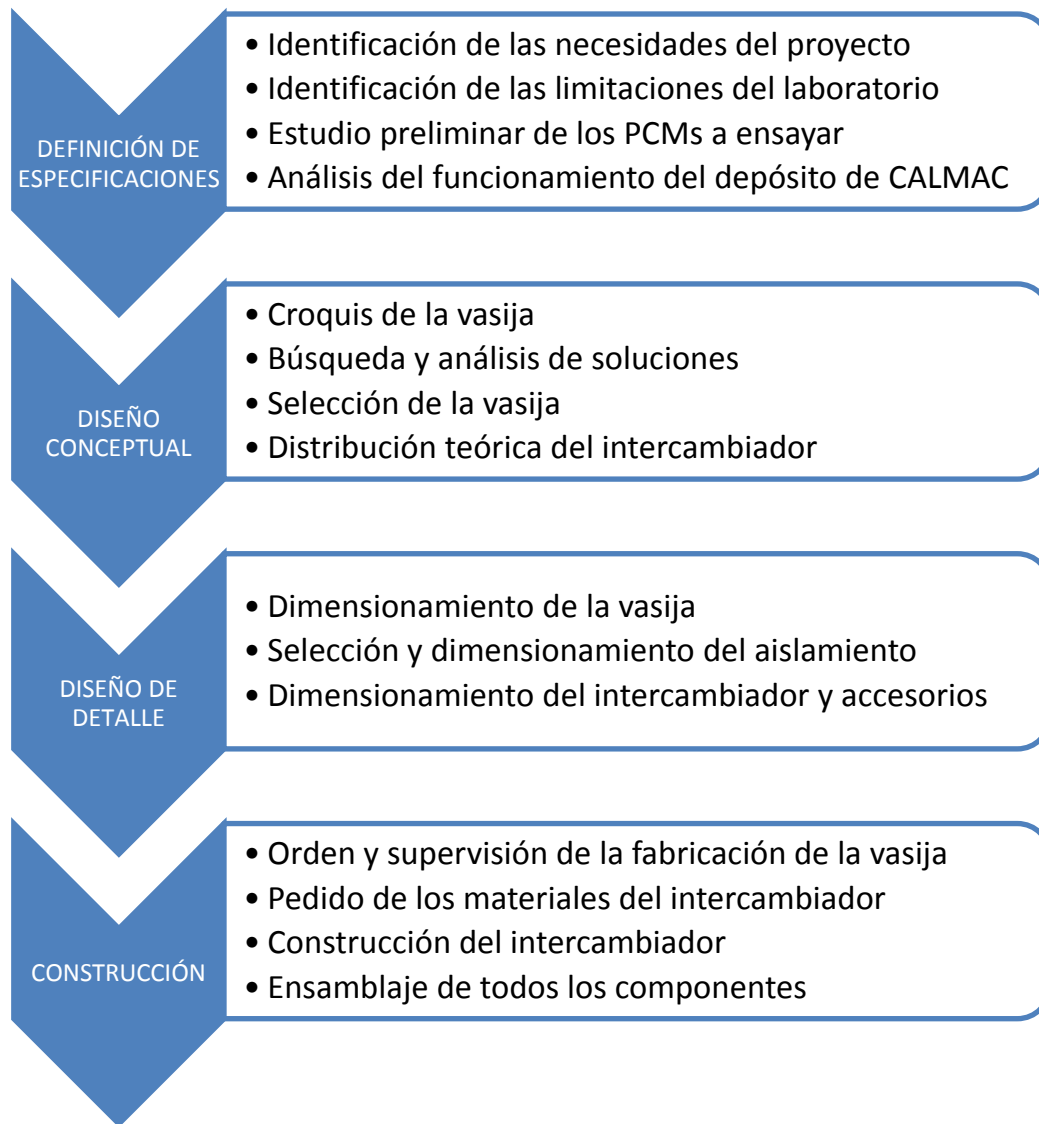 DEFINICIÓN DE
ESPECIFICACIONES
• Identificación de las necesidades del proyecto
• Identificación de las limitaciones del laboratorio
• Estudio preliminar de los PCMs a ensayar
• Análisis del funcionamiento del depósito de CALMAC
DISEÑO
CONCEPTUAL
• Croquis de la vasija
• Búsqueda y análisis de soluciones
• Selección de la vasija
• Distribución teórica del intercambiador
DISEÑO DE
DETALLE
• Dimensionamiento de la vasija
• Selección y dimensionamiento del aislamiento
• Dimensionamiento del intercambiador y accesorios
CONSTRUCCIÓN
• Orden y supervisión de la fabricación de la vasija
• Pedido de los materiales del intercambiador
• Construcción del intercambiador
• Ensamblaje de todos los componentes